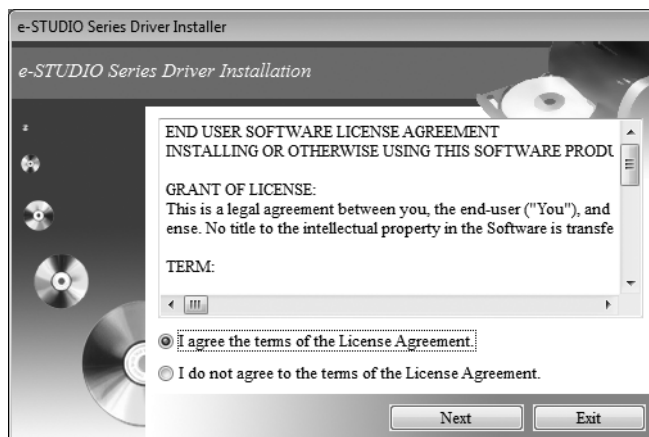 e-STUDIO Series Driver Installer
e-STUDIO Series Driver Installation
END USER SOFTWARE LICENSE AGREEMENT
INSTALLING OR OTHERWISE USING THIS SOFTWARE PRODU
GRANT OF LICENSE:
This is a legal agreement between you, the end-user ("You"), and
ense. No title to the intellectual property in the Software is transfe
TERM:
I agree the terms of the License Agreement.
I do not agree to the terms of the License Agreement.
Next
Exit